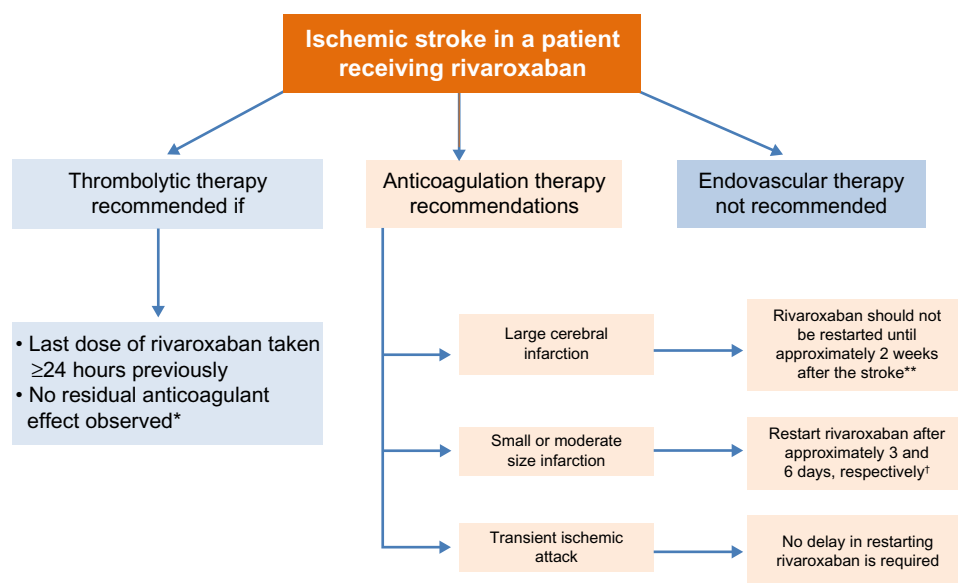 Ischemic stroke in a patient
receiving rivaroxaban
Thrombolytic therapy
recommended if
Anticoagulation therapy
recommendations
Endovascular therapy
not recommended
• Last dose of rivaroxaban taken
≥24 hours previously
• No residual anticoagulant
effect observed*
Large cerebral
infarction
Rivaroxaban should not
be restarted until
approximately 2 weeks
after the stroke**
Small or moderate
size infarction
Restart rivaroxaban after
approximately 3 and
6 days, respectively†
Transient ischemic
attack
No delay in restarting
rivaroxaban is required